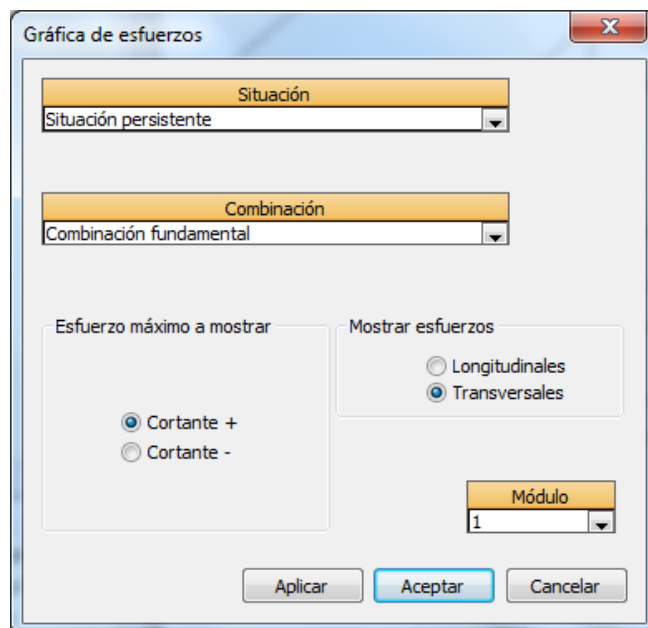 Gráfica de esfuerzos
Situación
Situación persistente
Combinación
Combinación fundamental
Esfuerzo máximo a mostrar
Cortante +
Cortante -
Mostrar esfuerzos
Longitudinales
Transversales
Módulo
1
Aplicar Aceptar Cancelar